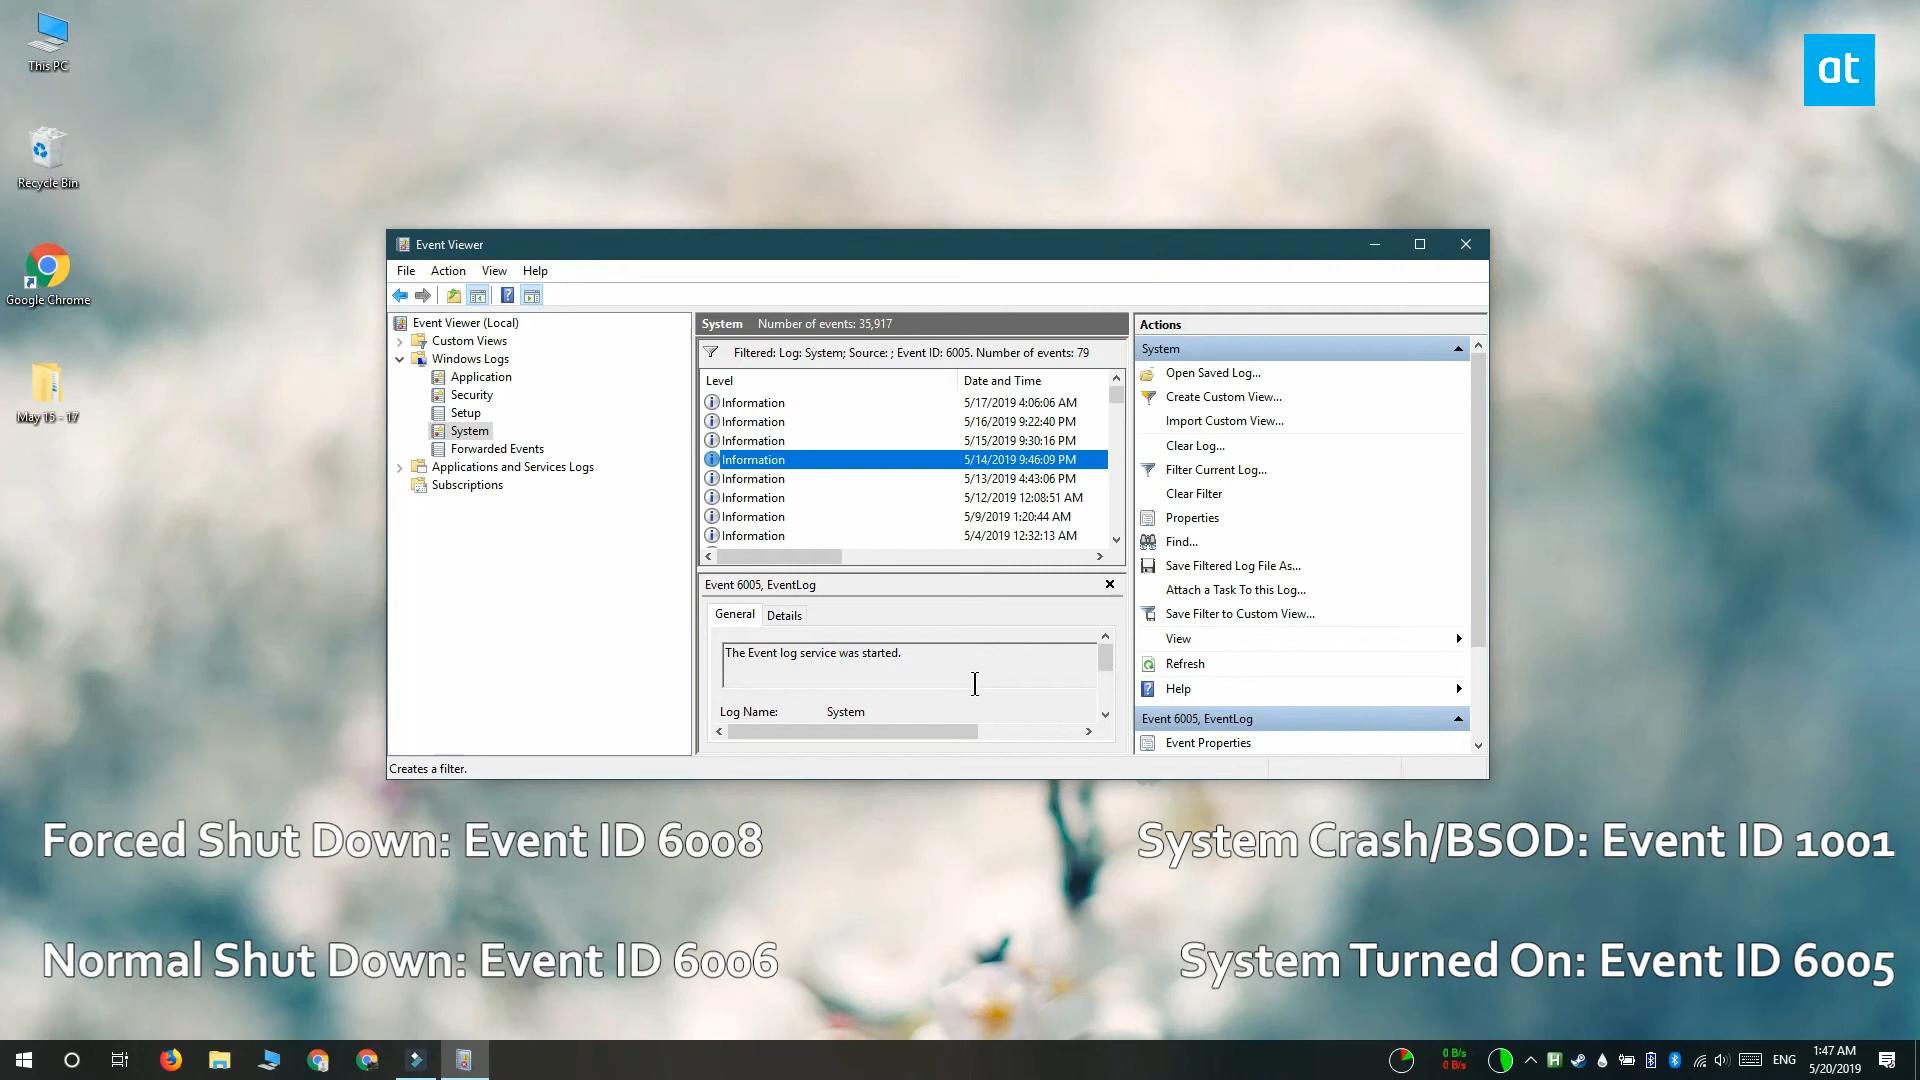 This PC
Recycle Bin
Google Chrome
May 15 - 17
at
Event Viewer
File Action View Help
Event Viewer (Local)
Custom Views
Windows Logs
Application
Security
Setup
System
Forwarded Events
Applications and Services Logs
Subscriptions
System Number of events: 35,917
Filtered: Log: System; Source: ; Event ID: 6005. Number of events: 79
Level Date and Time
Information 5/17/2019 4:06:06 AM
Information 5/16/2019 9:22:40 PM
Information 5/15/2019 9:30:16 PM
Information 5/14/2019 9:46:09 PM
Information 5/13/2019 4:43:06 PM
Information 5/12/2019 12:08:51 AM
Information 5/9/2019 1:20:44 AM
Information 5/4/2019 12:32:13 AM
Event 6005, EventLog
General Details
The Event log service was started.
Log Name: System
Actions
System
Open Saved Log...
Create Custom View...
Import Custom View...
Clear Log...
Filter Current Log...
Clear Filter
Properties
Find...
Save Filtered Log File As...
Attach a Task To this Log...
Save Filter to Custom View...
View
Refresh
Help
Event 6005, EventLog
Event Properties
Creates a filter.
Forced Shut Down: Event ID 6008
System Crash/BSOD: Event ID 1001
Normal Shut Down: Event ID 6006
System Turned On: Event ID 6005
0 B/s
0 B/s
H
ENG
1:47 AM
5/20/2019